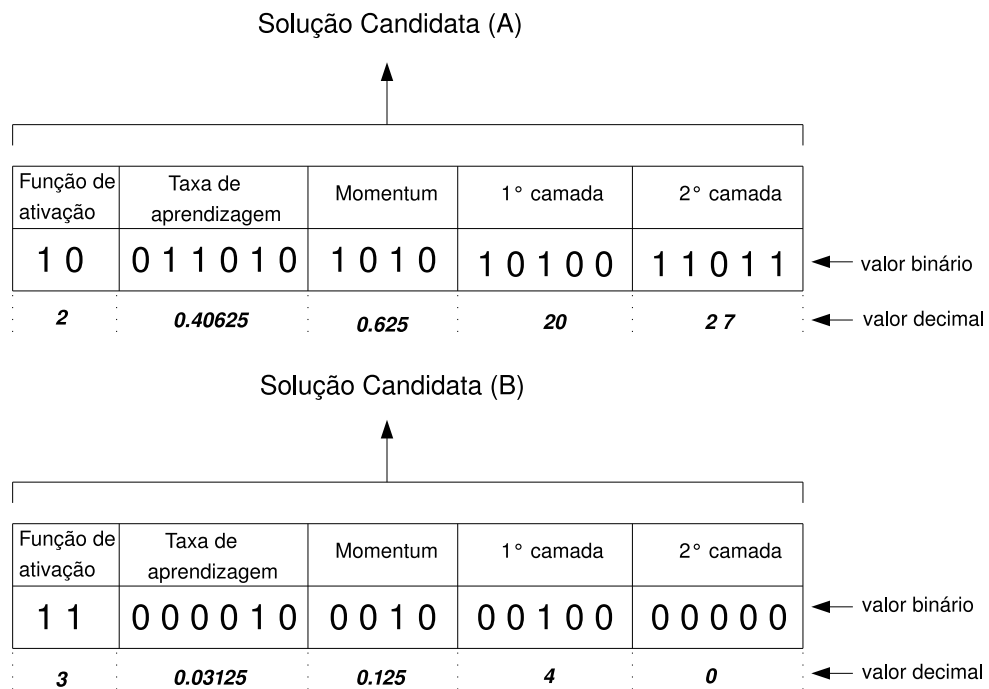 Solução Candidata (A)
Função de ativação
Taxa de aprendizagem
Momentum
1° camada
2° camada
1 0
0 1 1 0 1 0
1 0 1 0
1 0 1 0 0
1 1 0 1 1
valor binário
2
0.40625
0.625
20
2 7
valor decimal
Solução Candidata (B)
Função de ativação
Taxa de aprendizagem
Momentum
1° camada
2° camada
1 1
0 0 0 0 1 0
0 0 1 0
0 0 1 0 0
0 0 0 0 0
valor binário
3
0.03125
0.125
4
0
valor decimal